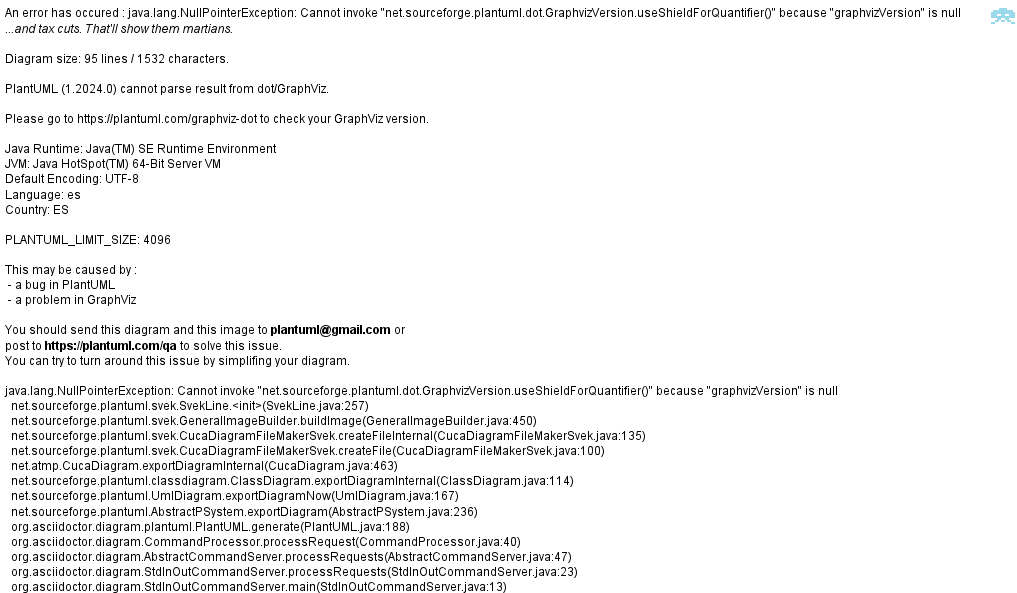 An error has occured : java.lang.NullPointerException: Cannot invoke "net.sourceforge.plantuml.dot.GraphvizVersion.useShieldForQuantifier()" because "graphvizVersion" is null
...and tax cuts. That'll show them martians.
Diagram size: 95 lines / 1532 characters.
PlantUML (1.2024.0) cannot parse result from dot/GraphViz.
Please go to https://plantuml.com/graphviz-dot to check your GraphViz version.
Java Runtime: Java(TM) SE Runtime Environment
JVM: Java HotSpot(TM) 64-Bit Server VM
Default Encoding: UTF-8
Language: es
Country: ES
PLANTUML_LIMIT_SIZE: 4096
This may be caused by :
- a bug in PlantUML
- a problem in GraphViz
You should send this diagram and this image to plantuml@gmail.com or
post to https://plantuml.com/qa to solve this issue.
You can try to turn around this issue by simplifing your diagram.
java.lang.NullPointerException: Cannot invoke "net.sourceforge.plantuml.dot.GraphvizVersion.useShieldForQuantifier()" because "graphvizVersion" is null
net.sourceforge.plantuml.svek.SvekLine.<init>(SvekLine.java:257)
net.sourceforge.plantuml.svek.GeneralImageBuilder.buildImage(GeneralImageBuilder.java:450)
net.sourceforge.plantuml.svek.CucaDiagramFileMakerSvek.createFileInternal(CucaDiagramFileMakerSvek.java:135)
net.sourceforge.plantuml.svek.CucaDiagramFileMakerSvek.createFile(CucaDiagramFileMakerSvek.java:100)
net.atmp.CucaDiagram.exportDiagramInternal(CucaDiagram.java:463)
net.sourceforge.plantuml.classdiagram.ClassDiagram.exportDiagramInternal(ClassDiagram.java:114)
net.sourceforge.plantuml.UmlDiagram.exportDiagramNow(UmlDiagram.java:167)
net.sourceforge.plantuml.AbstractPSystem.exportDiagram(AbstractPSystem.java:236)
org.asciidoctor.diagram.plantuml.PlantUML.generate(PlantUML.java:188)
org.asciidoctor.diagram.CommandProcessor.processRequest(CommandProcessor.java:40)
org.asciidoctor.diagram.AbstractCommandServer.processRequests(AbstractCommandServer.java:47)
org.asciidoctor.diagram.StdInOutCommandServer.processRequests(StdInOutCommandServer.java:23)
org.asciidoctor.diagram.StdInOutCommandServer.main(StdInOutCommandServer.java:13)